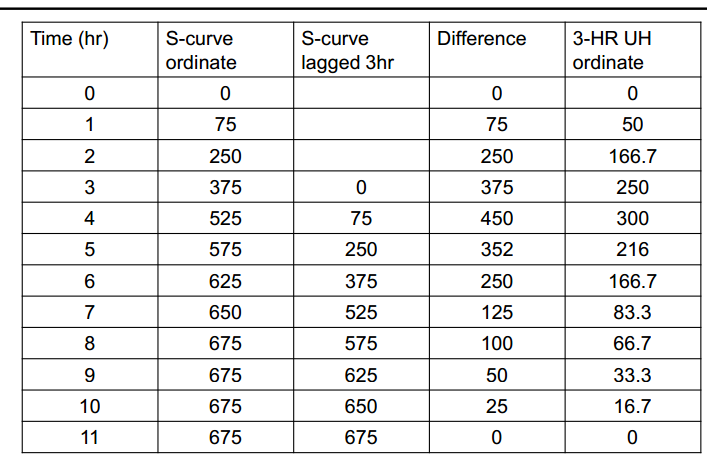 Time (hr) S-curve ordinate S-curve lagged 3hr Difference 3-HR UH ordinate
0 0 0 0
1 75 75 50
2 250 250 166.7
3 375 0 375 250
4 525 75 450 300
5 575 250 352 216
6 625 375 250 166.7
7 650 525 125 83.3
8 675 575 100 66.7
9 675 625 50 33.3
10 675 650 25 16.7
11 675 675 0 0